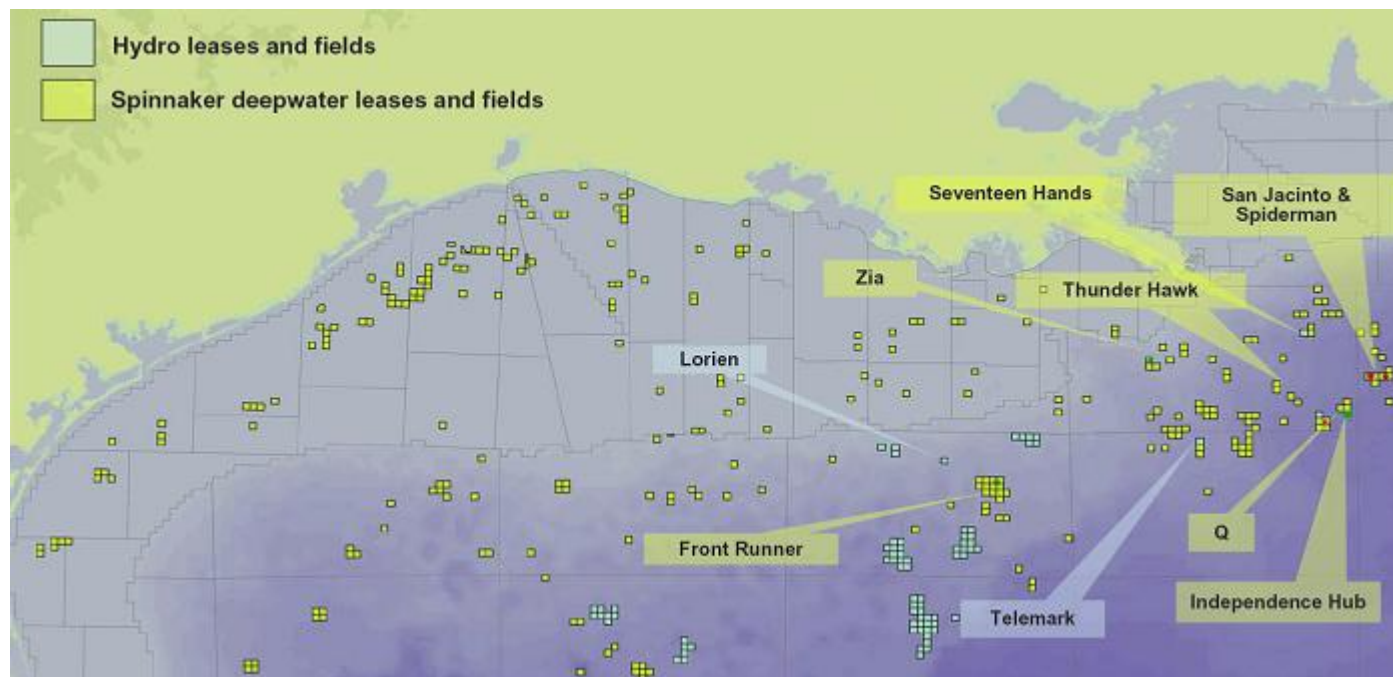 Hydro leases and fields
Spinnaker deepwater leases and fields
Seventeen Hands
San Jacinto &
Spiderman
Zia
Thunder Hawk
Lorien
Front Runner
Q
Telemark
Independence Hub